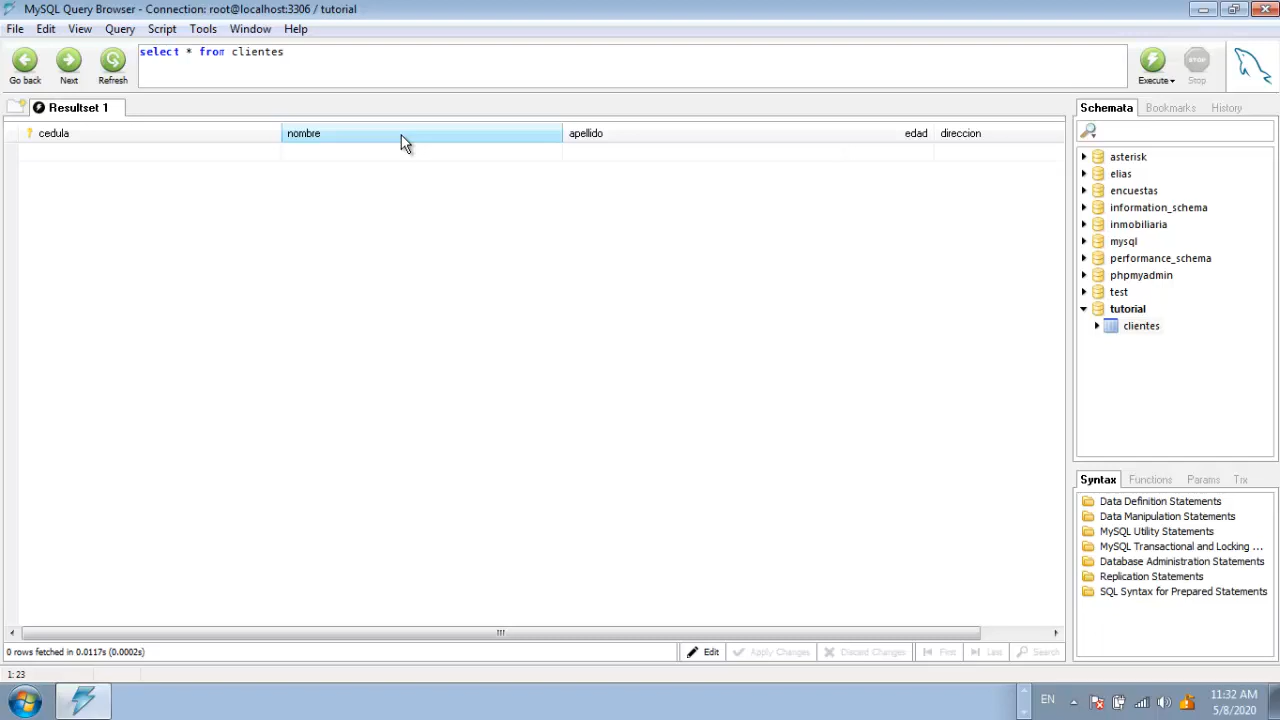 MySQL Query Browser - Connection: root@localhost:3306 / tutorial
File Edit View Query Script Tools Window Help
select * from clientes
Go back Next Refresh Execute Stop
Resultset 1
cedula nombre apellido edad direccion
Schemata Bookmarks History
asterisk
elias
encuestas
information_schema
inmobiliaria
mysql
performance_schema
phpmyadmin
test
tutorial
clientes
Syntax Functions Params Trx
Data Definition Statements
Data Manipulation Statements
MySQL Utility Statements
MySQL Transactional and Locking ...
Database Administration Statements
Replication Statements
SQL Syntax for Prepared Statements
0 rows fetched in 0.0117s (0.0002s) Edit Apply Changes Discard Changes First Last Search
1: 23
EN 11:32 AM
5/8/2020